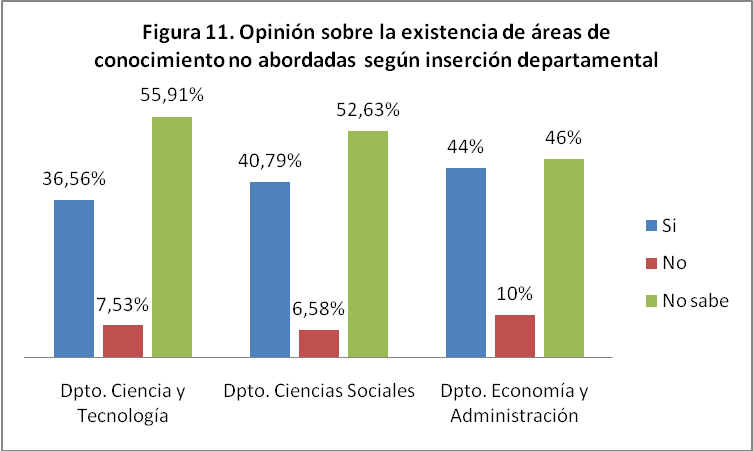 Figura 11. Opinión sobre la existencia de áreas de
conocimiento no abordadas según inserción departamental
55,91%
52,63%
36,56%
40,79%
44%
46%
7,53%
6,58%
10%
Si
No
No sabe
Dpto. Ciencia y
Tecnología
Dpto. Ciencias Sociales
Dpto. Economía y
Administración